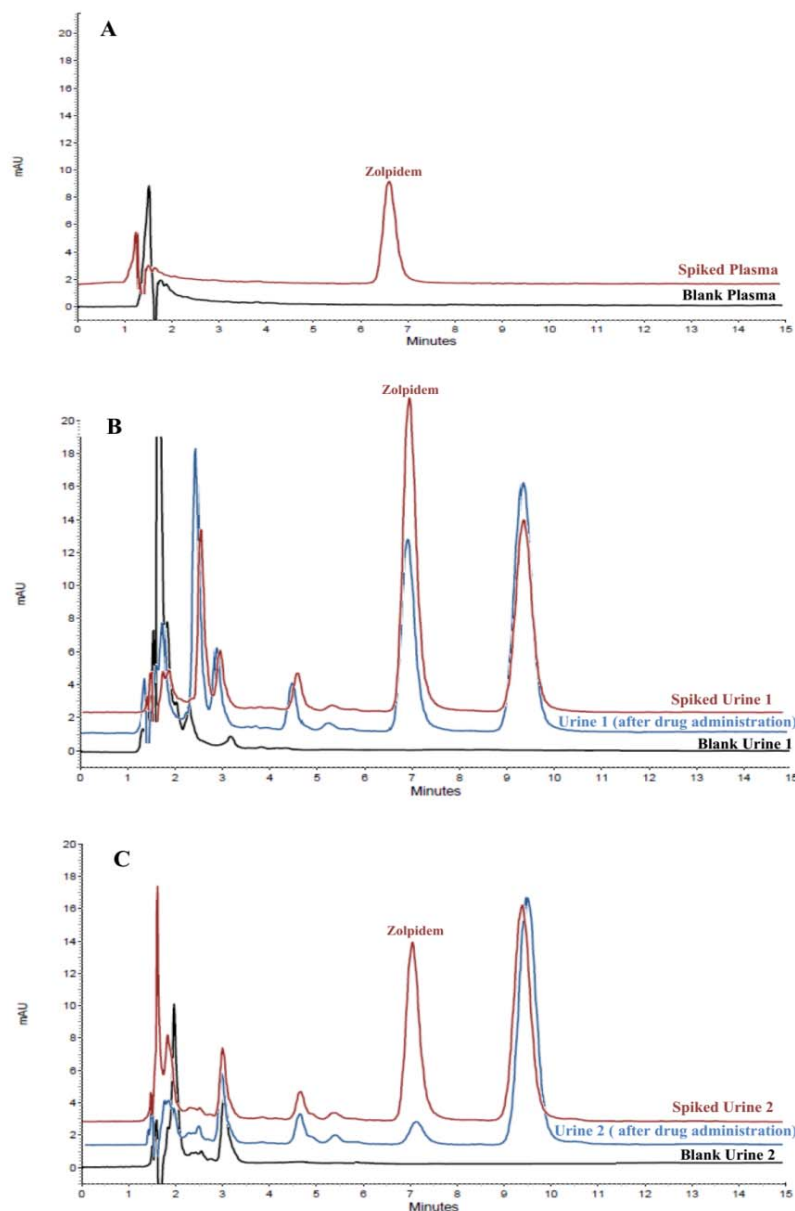 A
20
18
16
14
12
mAU
10
Zolpidem
8
6
4
Spiked Plasma
2
Blank Plasma
0
0 1 2 3 4 5 6 7 8 9 10 11 12 13 14 15
Minutes
Zolpidem
B
20
18
16
14
12
10
mAU
8
6
4
Spiked Urine 1
2
Urine 1 (after drug administration)
Blank Urine 1
0
0 1 2 3 4 5 6 7 8 9 10 11 12 13 14 15
Minutes
20
C
18
16
Zolpidem
14
12
10
mAU
8
6
4
Spiked Urine 2
2
Urine 2 ( after drug administration)
Blank Urine 2
0
0 1 2 3 4 5 6 7 8 9 10 11 12 13 14 15
Minutes